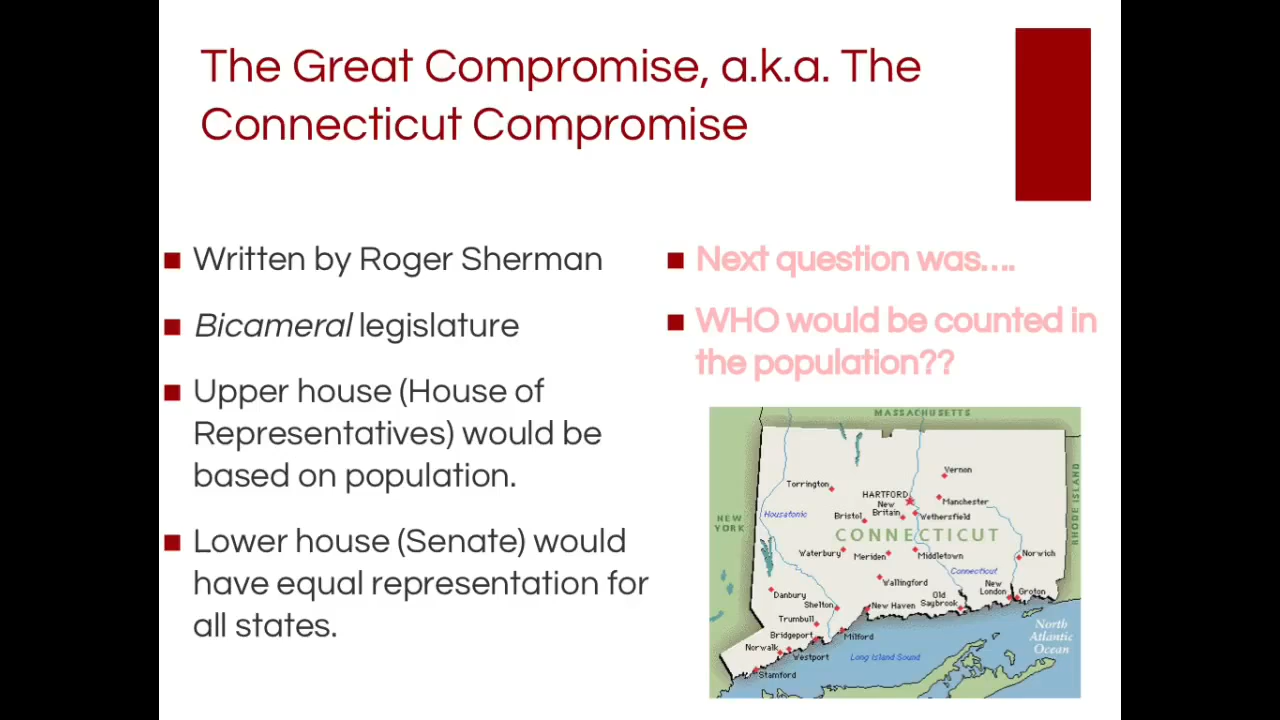 The Great Compromise, a.k.a. The
Connecticut Compromise
Written by Roger Sherman
Bicameral legislature
Upper house (House of
Representatives) would be
based on population.
Lower house (Senate) would
have equal representation for
all states.
Next question was....
WHO would be counted in
the population??
MASSACHUSETTS
Vernon
Torrington
HARTFORD
Manchester
New
Britain
Bristol
Wethersfield
Housatonic
NEW
YORK
RHODE ISLAND
CONNECTICUT
Waterbury
Meriden
Middletown
Norwich
Connecticut
Wallingford
New
London
Groton
Danbury
Old
Saybrook
Shelton
New Haven
Trumbull
Bridgeport
Milford
North
Atlantic
Ocean
Norwalk
Westport
Long Island Sound
Stamford